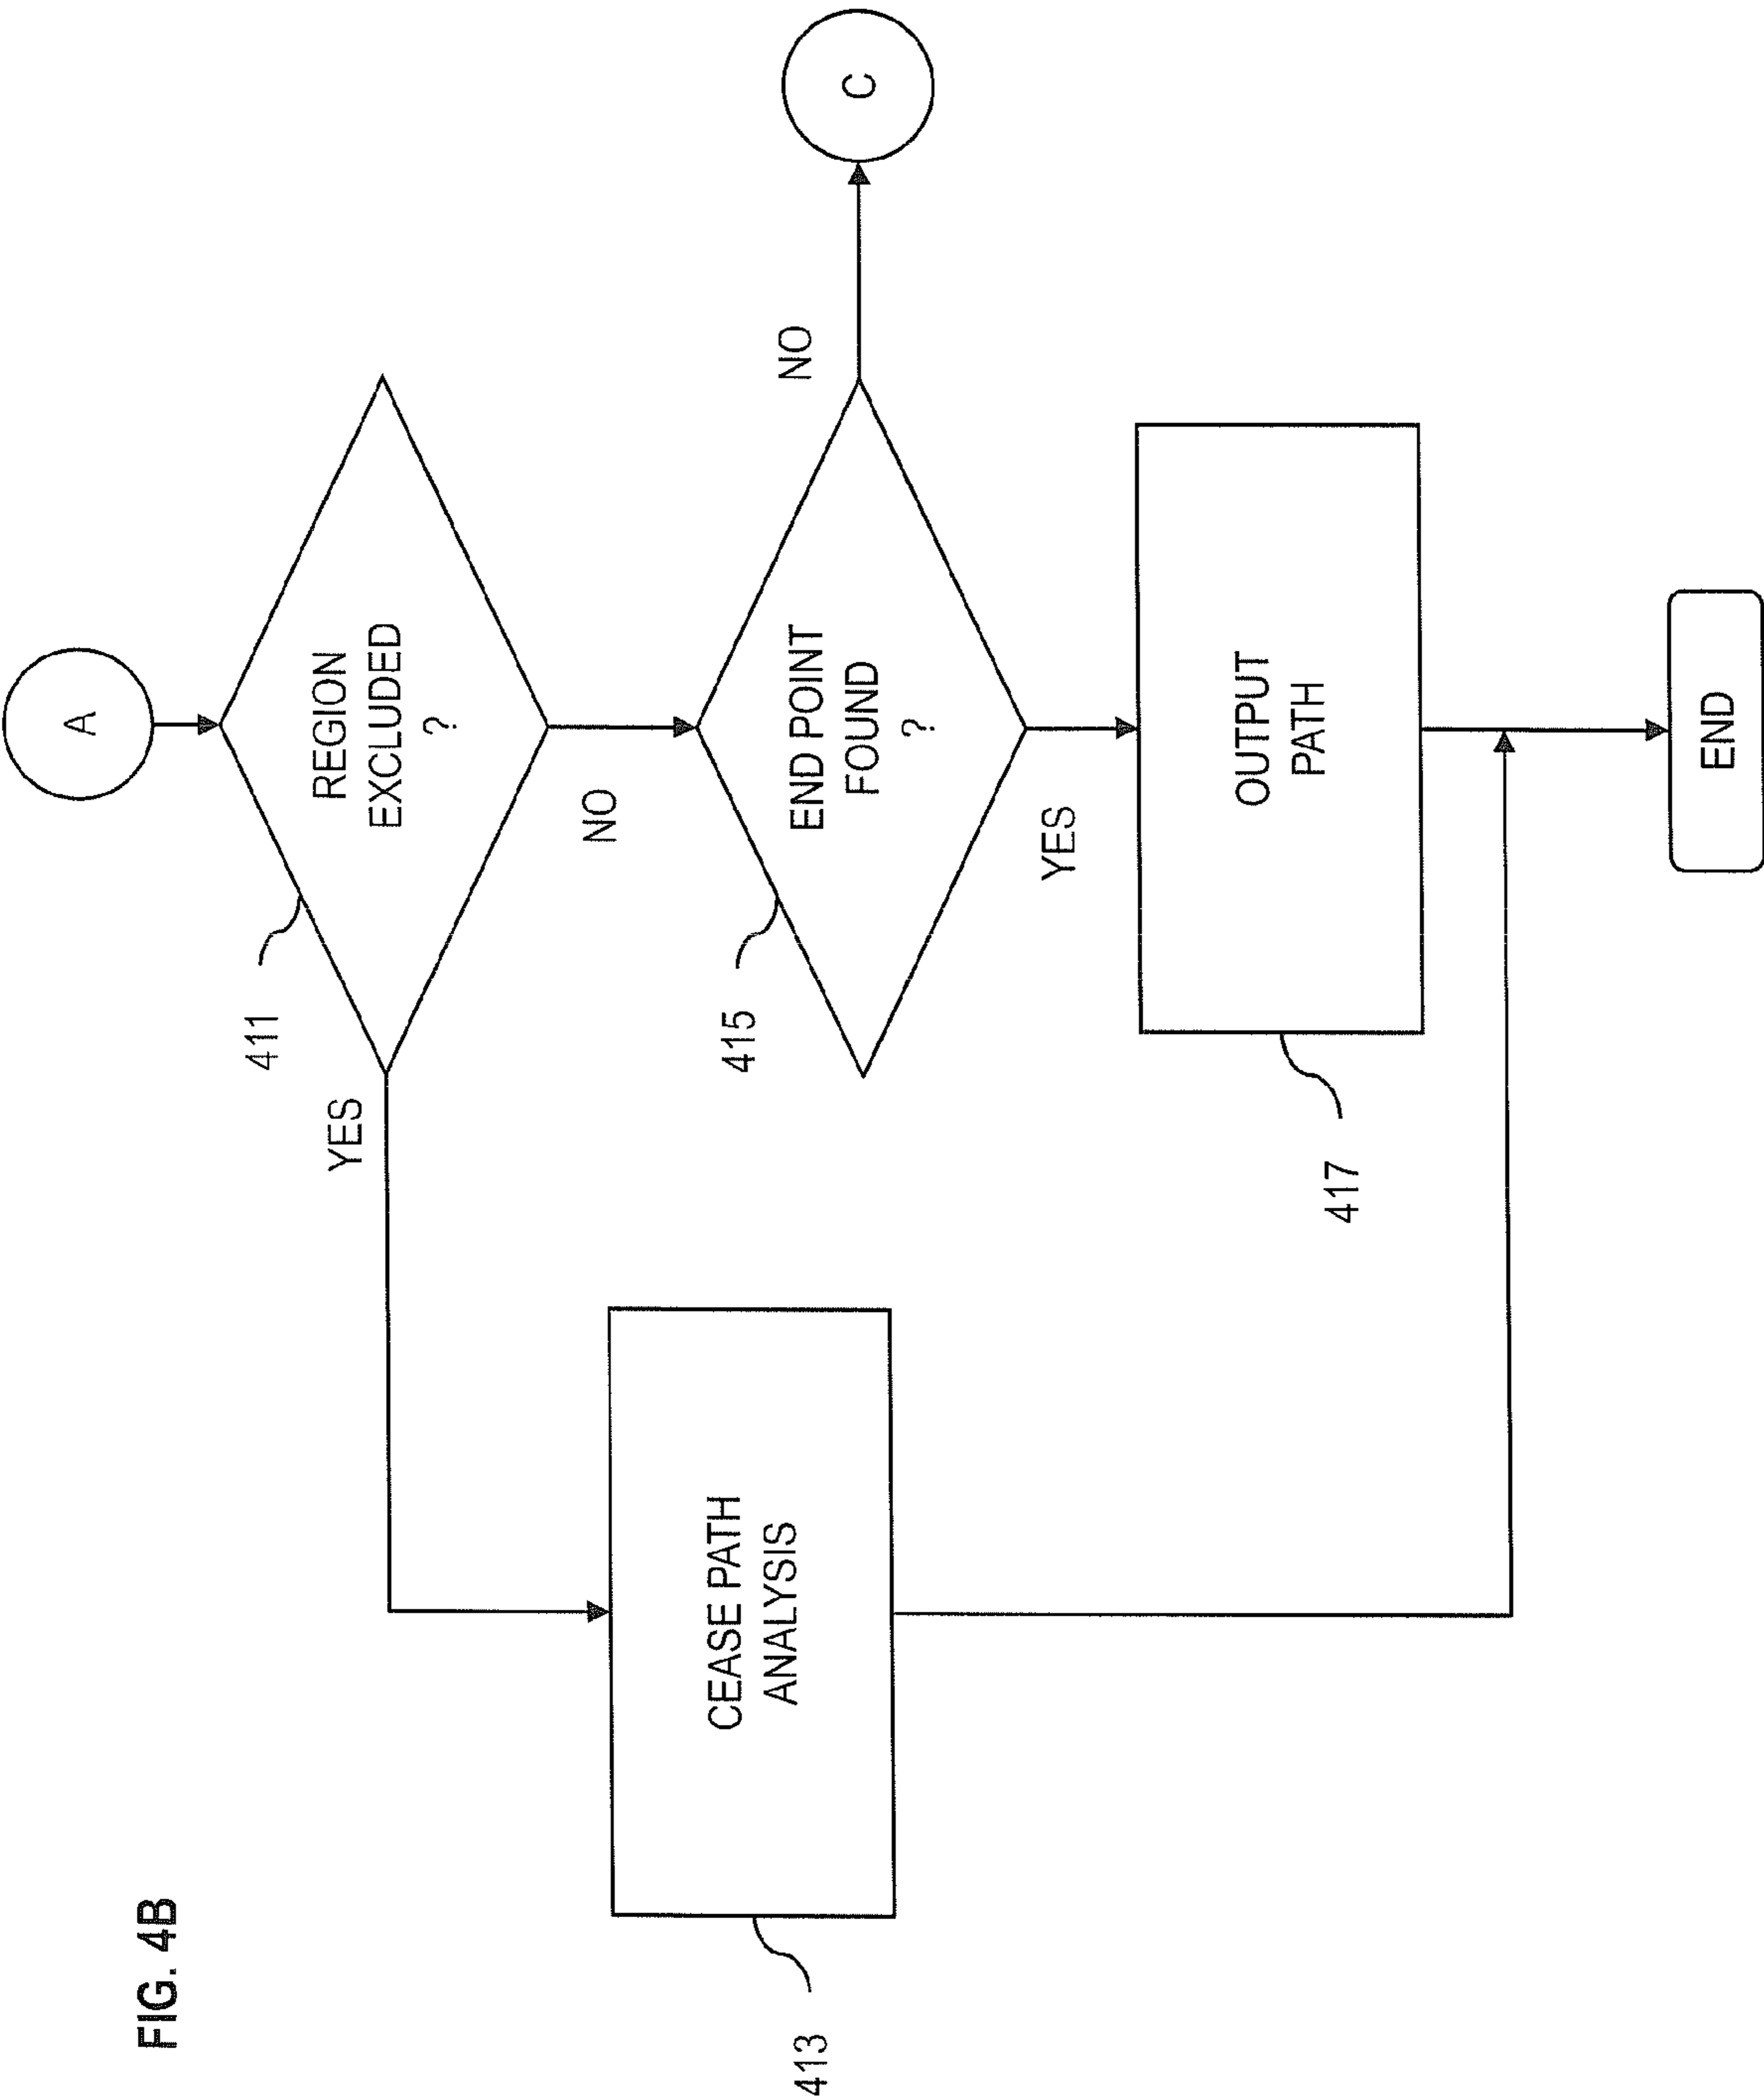 FIG. 4B
A
411
REGION
EXCLUDED
?
YES
NO
413
CEASE PATH
ANALYSIS
415
END POINT
FOUND
?
NO
C
YES
417
OUTPUT
PATH
END